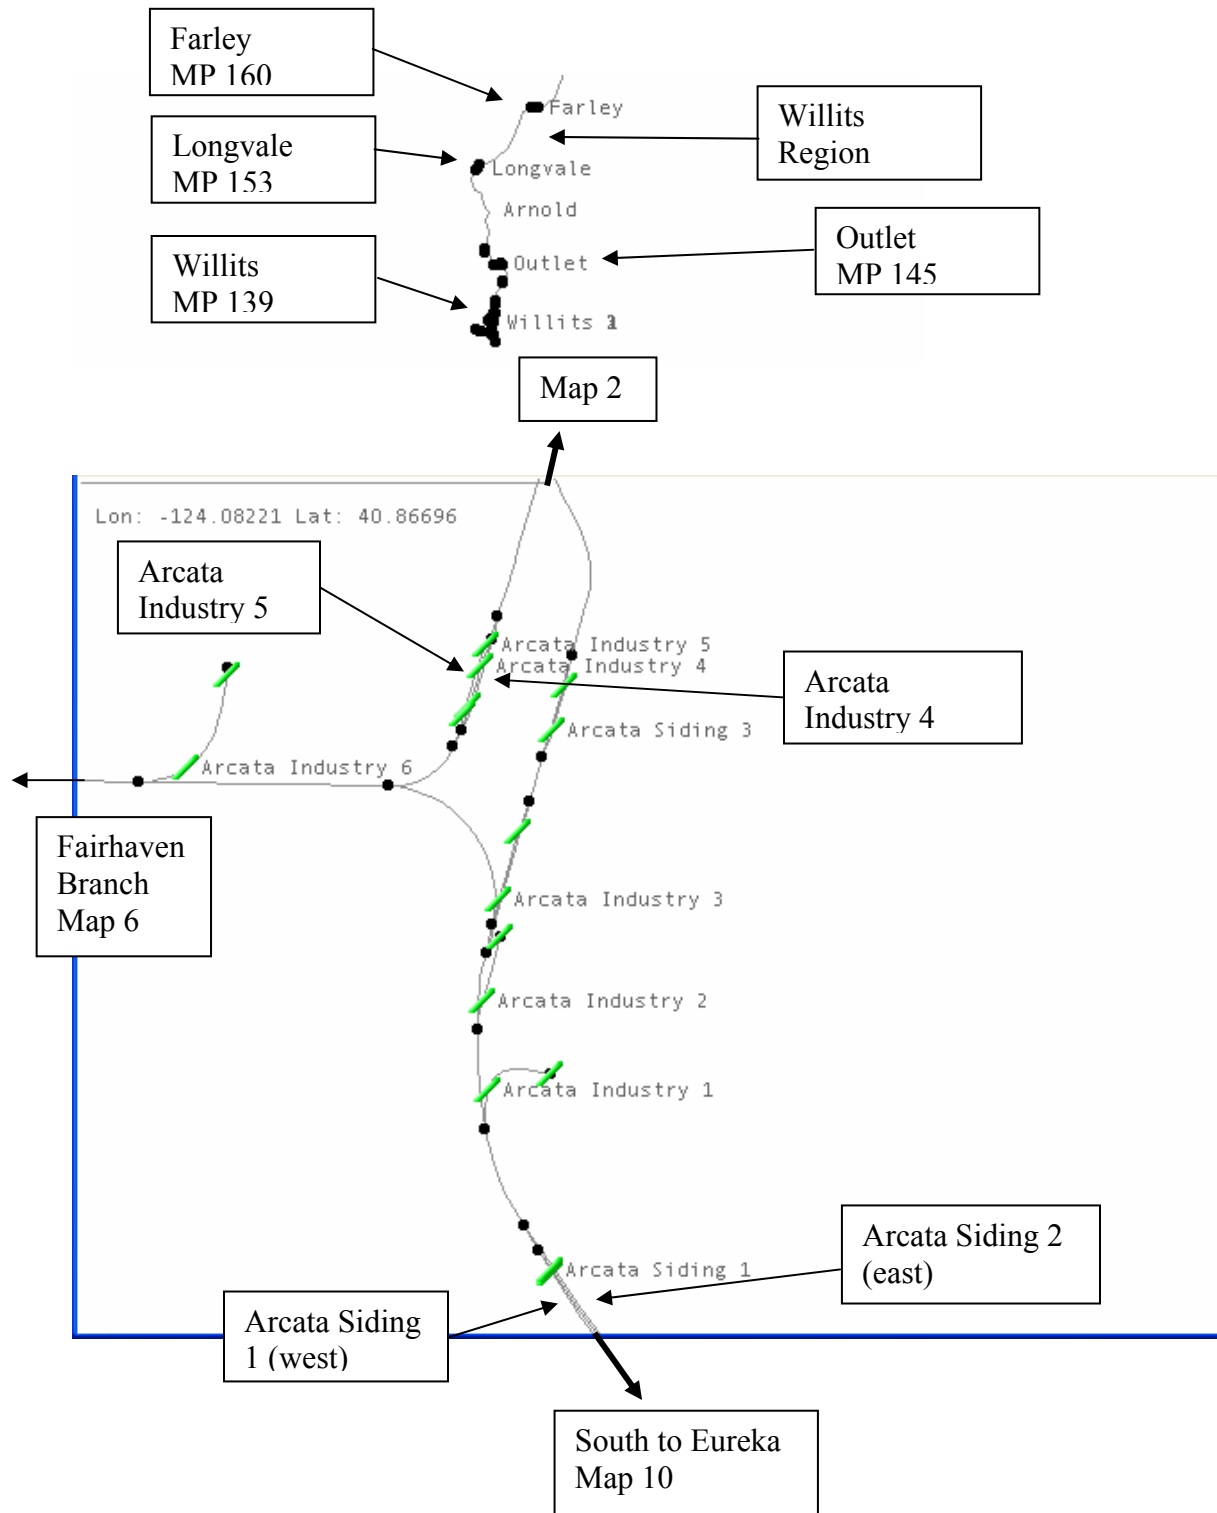 Farley
MP 160
Farley
Willits
Region
Longvale
MP 153
Longvale
Arnold
Outlet
MP 145
Willits
MP 139
Outlet
Willits
Map 2
Lon: -124.08221 Lat: 40.86696
Arcata
Industry 5
Arcata Industry 5
Arcata Industry 4
Arcata
Industry 4
Arcata Siding 3
Arcata Industry 6
Fairhaven
Branch
Map 6
Arcata Industry 3
Arcata Industry 2
Arcata Industry 1
Arcata Siding 2
(east)
Arcata Siding 1
Arcata Siding
1 (west)
South to Eureka
Map 10